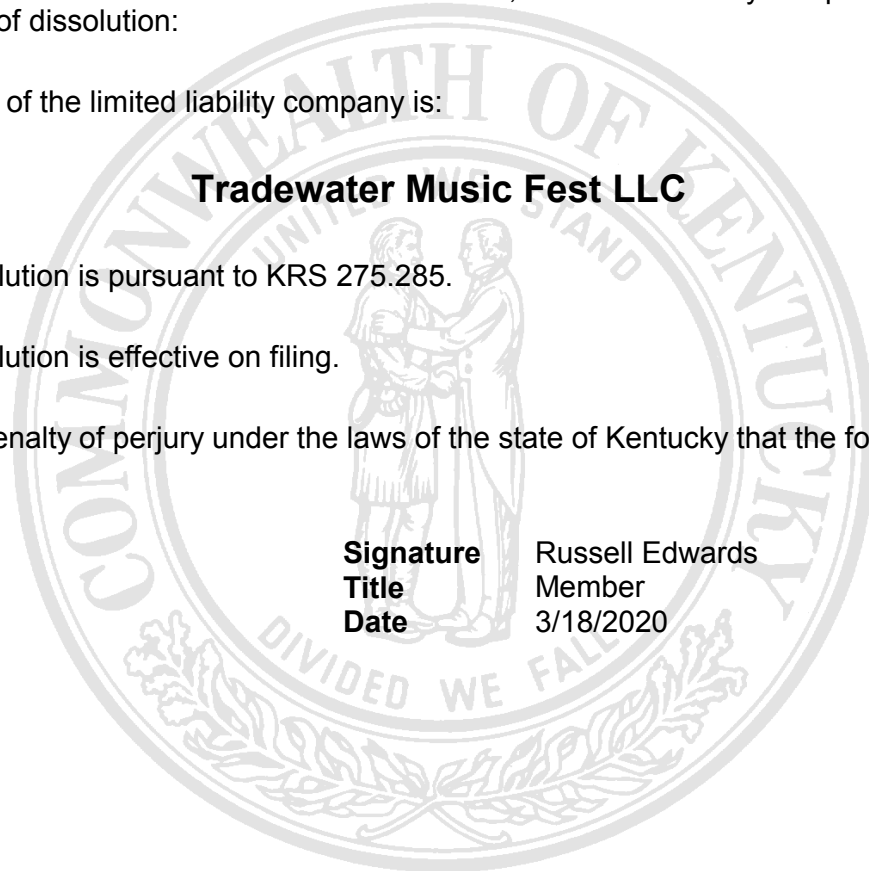 of dissolution:
of the limited liability company is:
Tradewater Music Fest LLC
lution is pursuant to KRS 275.285.
lution is effective on filing.
enalty of perjury under the laws of the state of Kentucky that the fo
Signature Russell Edwards
Title Member
Date 3/18/2020
COMMONWEALTH OF KENTUCKY
UNITED WE STAND
DIVIDED WE FALL